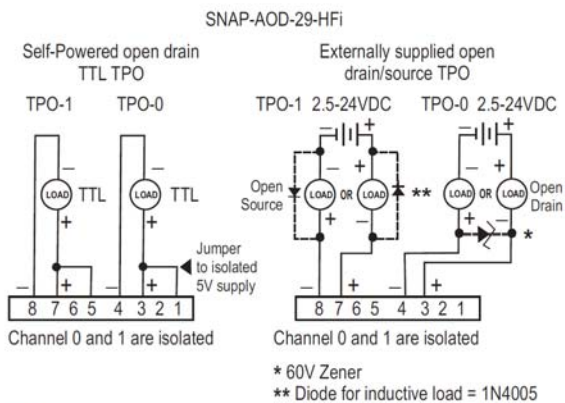 SNAP-AOD-29-HFi
Self-Powered open drain
TTL TPO
TPO-1 TPO-0
LOAD TTL LOAD TTL
Jumper
to isolated
5V supply
8 7 6 5 4 3 2 1
Channel 0 and 1 are isolated
Externally supplied open
drain/source TPO
TPO-1 2.5-24VDC TPO-0 2.5-24VDC
Open
Source
LOAD OR LOAD ** LOAD OR LOAD
Open
Drain
*
8 7 6 5 4 3 2 1
Channel 0 and 1 are isolated
* 60V Zener
** Diode for inductive load = 1N4005